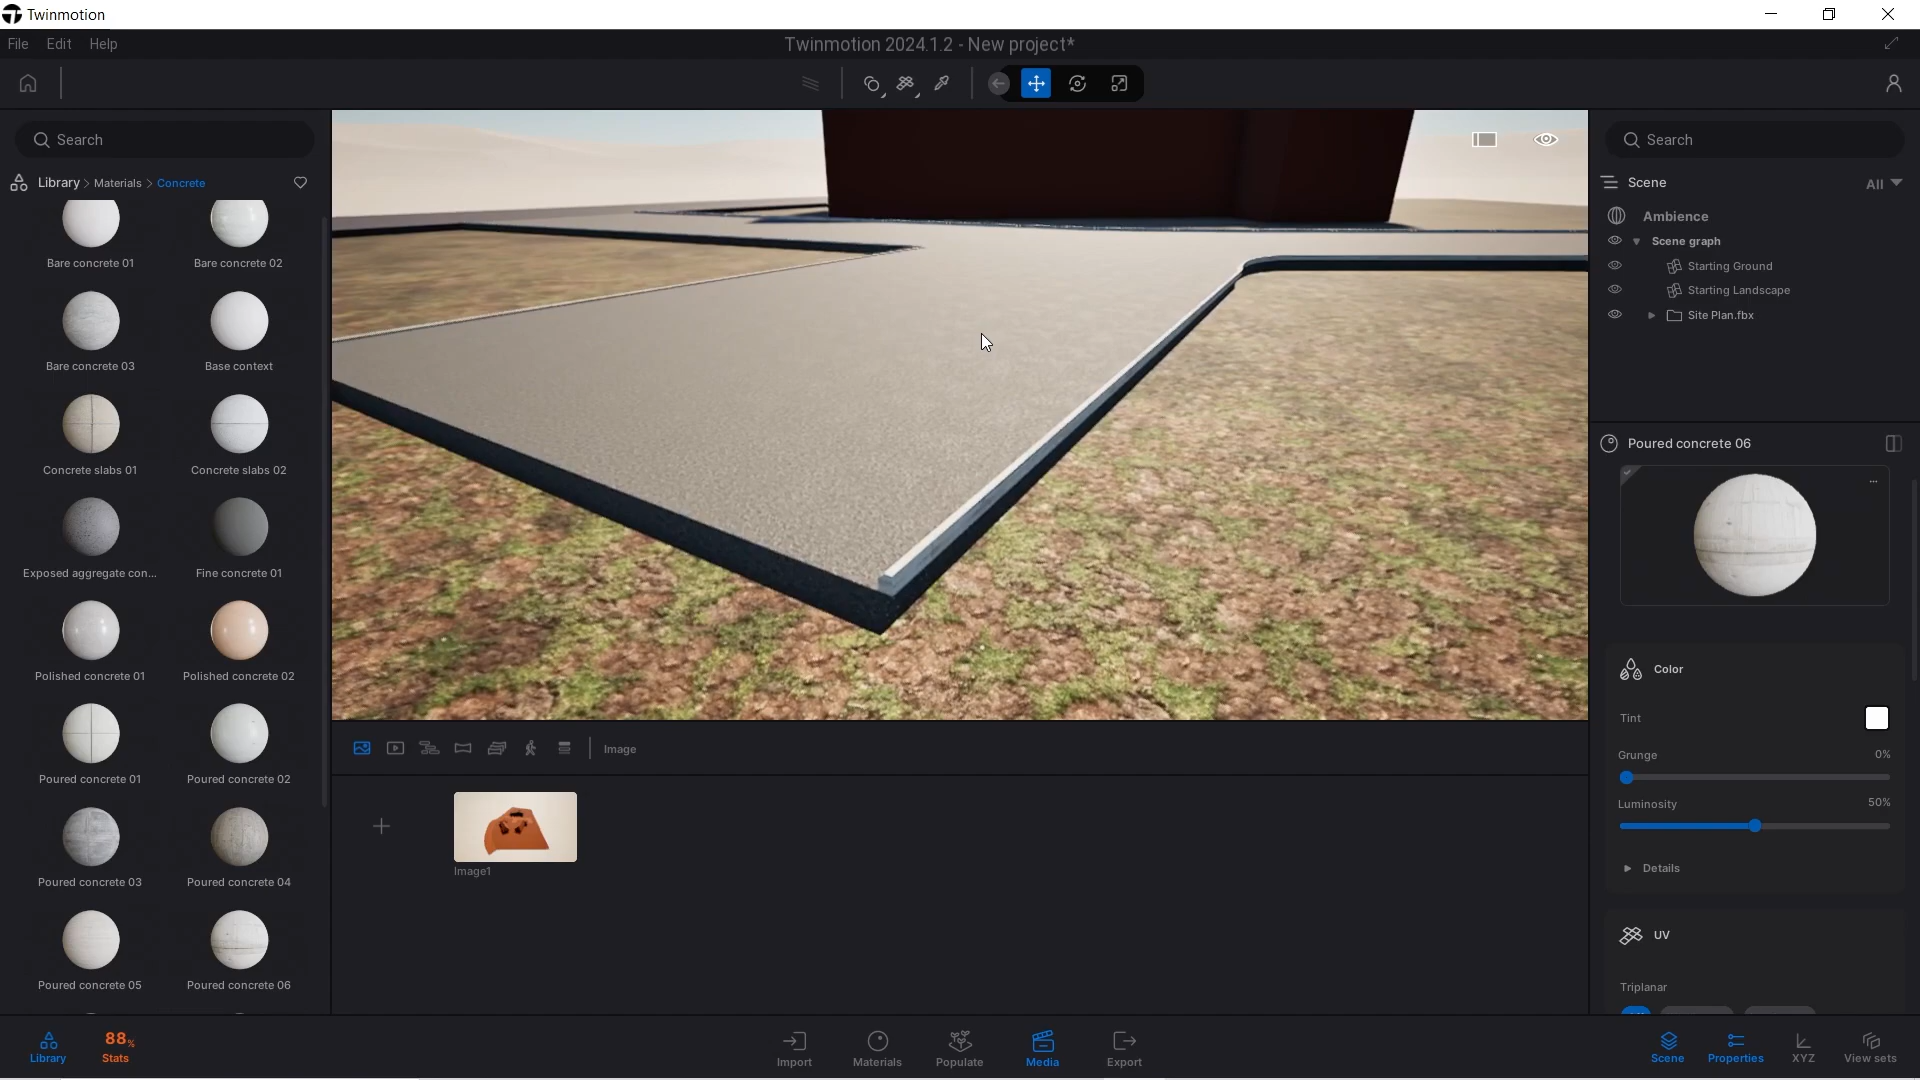 Twinmotion
File Edit Help
Twinmotion 2024.1.2 - New project*
Search
Library Materials Concrete
Bare concrete 01
Bare concrete 02
Bare concrete 03
Base context
Concrete slabs 01
Concrete slabs 02
Exposed aggregate con...
Fine concrete 01
Polished concrete 01
Polished concrete 02
Poured concrete 01
Poured concrete 02
Poured concrete 03
Poured concrete 04
Poured concrete 05
Poured concrete 06
Image
Image1
Search
Scene
All
Ambience
Scene graph
Starting Ground
Starting Landscape
Site Plan.fbx
Poured concrete 06
...
Color
Tint
Grunge 0%
Luminosity 50%
Details
UV
Triplanar
Library
88%
Stats
Import
Materials
Populate
Media
Export
Scene
Properties
XYZ
View sets